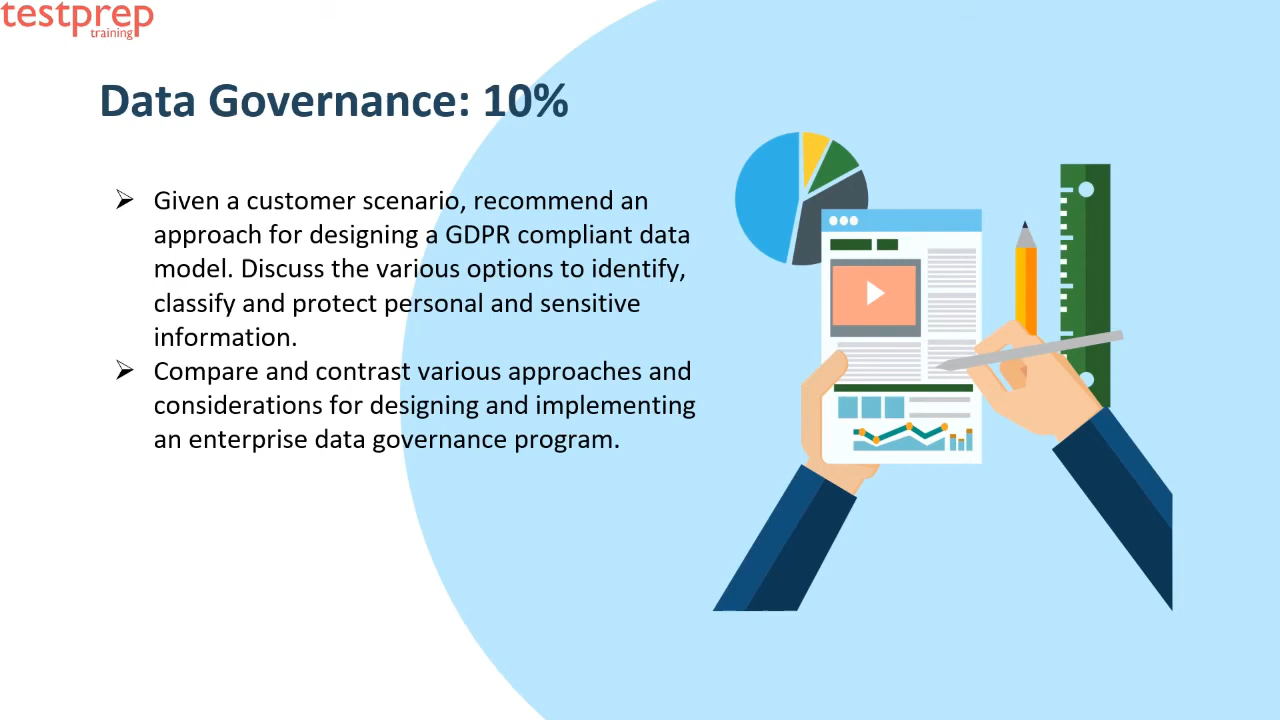 testprep
training
Data Governance: 10%
➢ Given a customer scenario, recommend an
approach for designing a GDPR compliant data
model. Discuss the various options to identify,
classify and protect personal and sensitive
information.
➢ Compare and contrast various approaches and
considerations for designing and implementing
an enterprise data governance program.